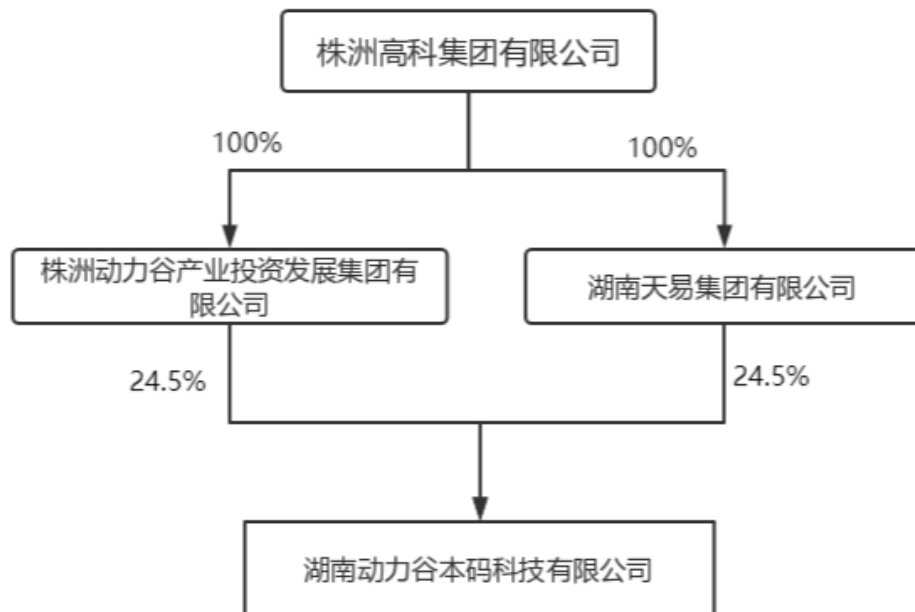 株洲高科集团有限公司
100%
100%
株洲动力谷产业投资发展集团有
限公司
湖南天易集团有限公司
24.5%
24.5%
湖南动力谷本码科技有限公司